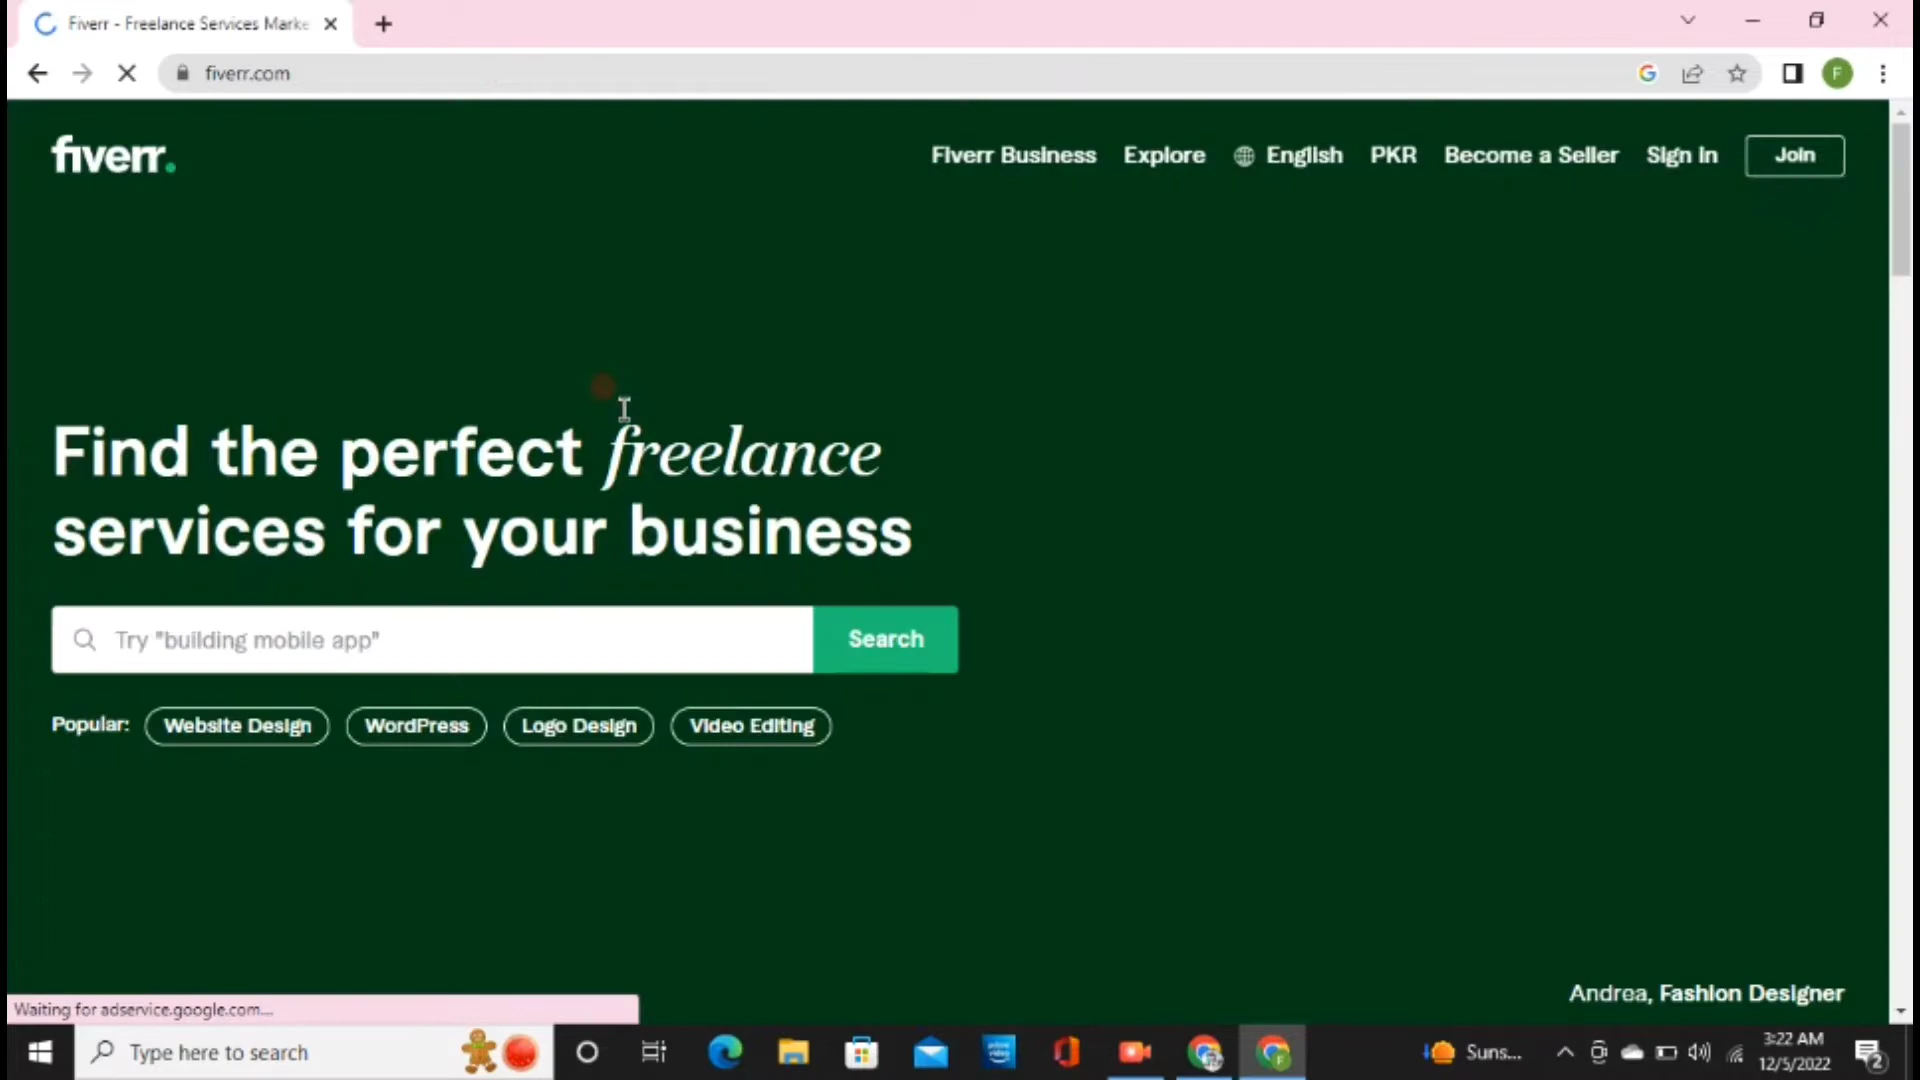 Fiverr - Freelance Services Marke
fiverr.com
F
fiverr.
Fiverr Business
Explore
English
PKR
Become a Seller
Sign in
Join
Find the perfect freelance
services for your business
Try "building mobile app"
Search
Popular:
Website Design
WordPress
Logo Design
Video Editing
Andrea, Fashion Designer
Waiting for adservice.google.com...
Type here to search
prime video
Suns...
3:22 AM
12/5/2022
2